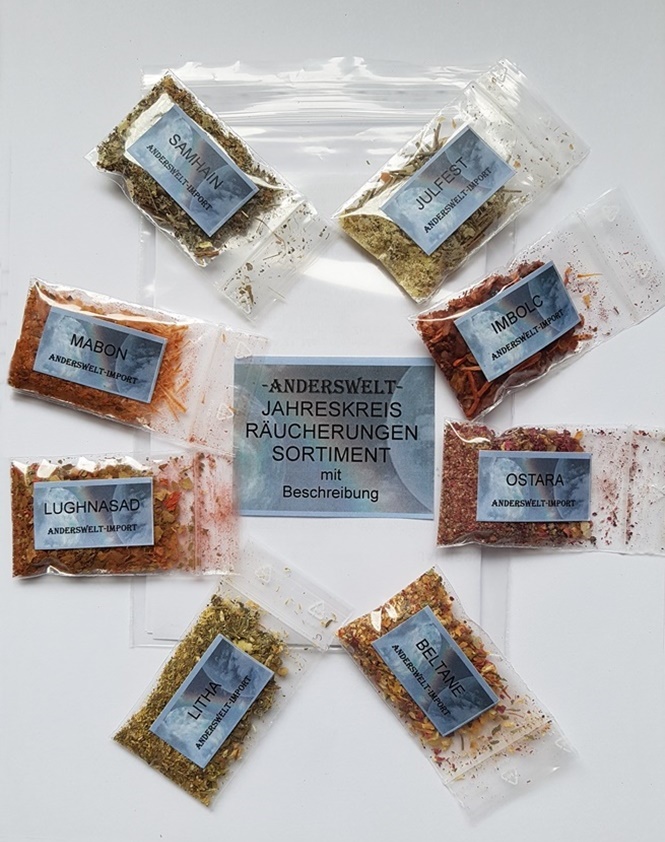 SAMHAIN
ANDERSWELT-IMPORT
JULFEST
ANDERSWELT-IMPORT
MABON
ANDERSWELT-IMPORT
IMBOLC
ANDERSWELT-IMPORT
-ANDERSWELT-
JAHRESKREIS
RÄUCHERUNGEN
SORTIMENT
mit
Beschreibung
LUGHNASAD
ANDERSWELT-IMPORT
OSTARA
ANDERSWELT-IMPORT
LITHA
ANDERSWELT-IMPORT
BELTANE
ANDERSWELT-IMPORT